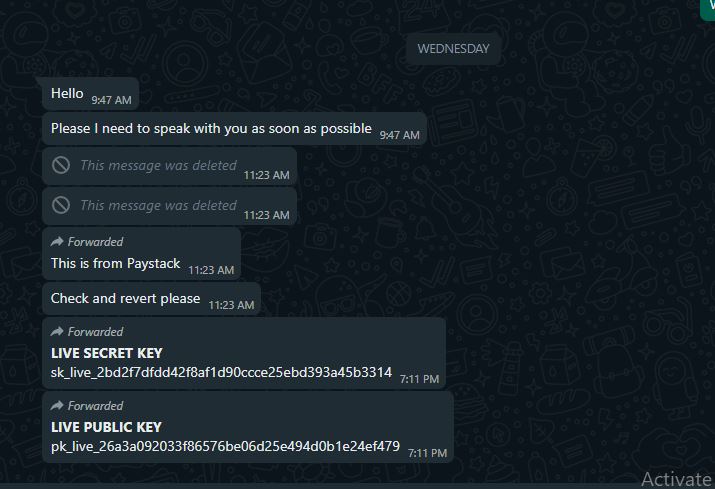 WEDNESDAY
Hello 9:47 AM
Please I need to speak with you as soon as possible 9:47 AM
This message was deleted 11:23 AM
This message was deleted 11:23 AM
Forwarded
This is from Paystack 11:23 AM
Check and revert please 11:23 AM
Forwarded
LIVE SECRET KEY
sk_live_2bd2f7dfdd42f8af1d90ccce25ebd393a45b3314 7:11 PM
Forwarded
LIVE PUBLIC KEY
pk_live_26a3a092033f86576be06d25e494d0b1e24ef479 7:11 PM
Activate